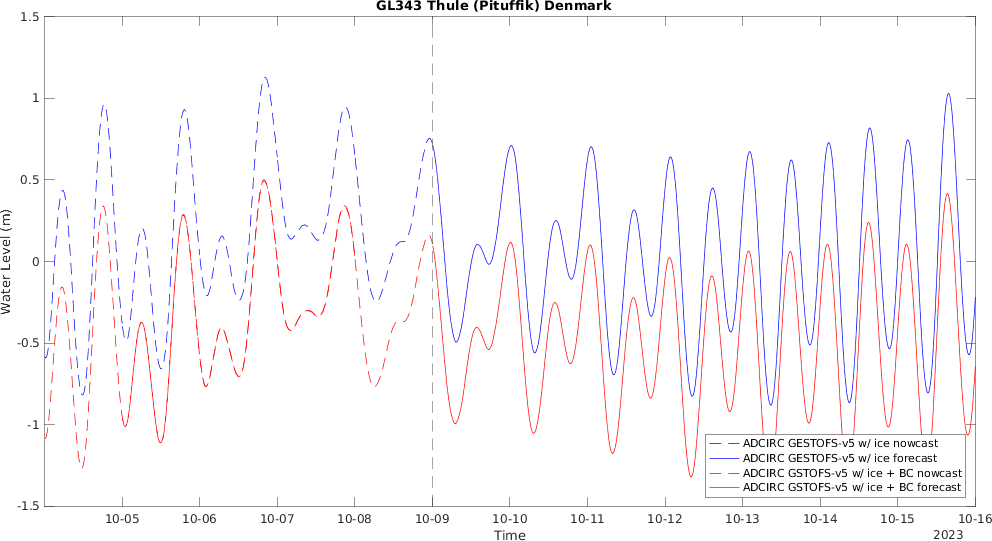 GL343 Thule (Pituffik) Denmark
1.5
1
0.5
0
-0.5
-1
-1.5
Water Level (m)
ADCIRC GESTOFS-v5 w/ ice nowcast
ADCIRC GESTOFS-v5 w/ ice forecast
ADCIRC GSTOFS-v5 w/ ice + BC nowcast
ADCIRC GSTOFS-v5 w/ ice + BC forecast
10-05 10-06 10-07 10-08 10-09 10-10 10-11 10-12 10-13 10-14 10-15 10-16
Time
2023